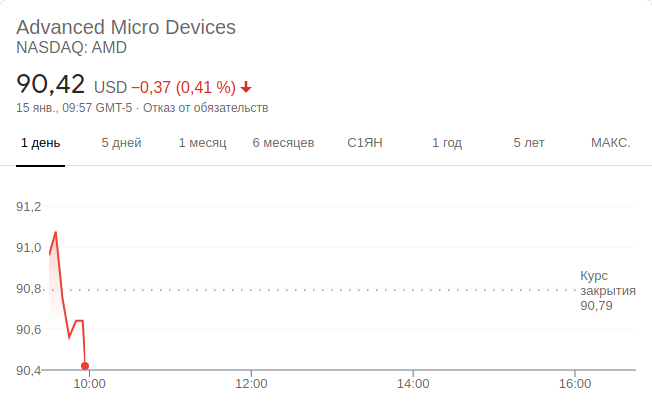 Advanced Micro Devices
NASDAQ: AMD
90,42 USD −0,37 (0,41 %)
15 янв., 09:57 GMT-5 · Отказ от обязательств
1 день 5 дней 1 месяц 6 месяцев С1ЯН 1 год 5 лет МАКС.
91,2
91,0
Курс
90,8 закрытия
90,79
90,6
90,4
10:00 12:00 14:00 16:00